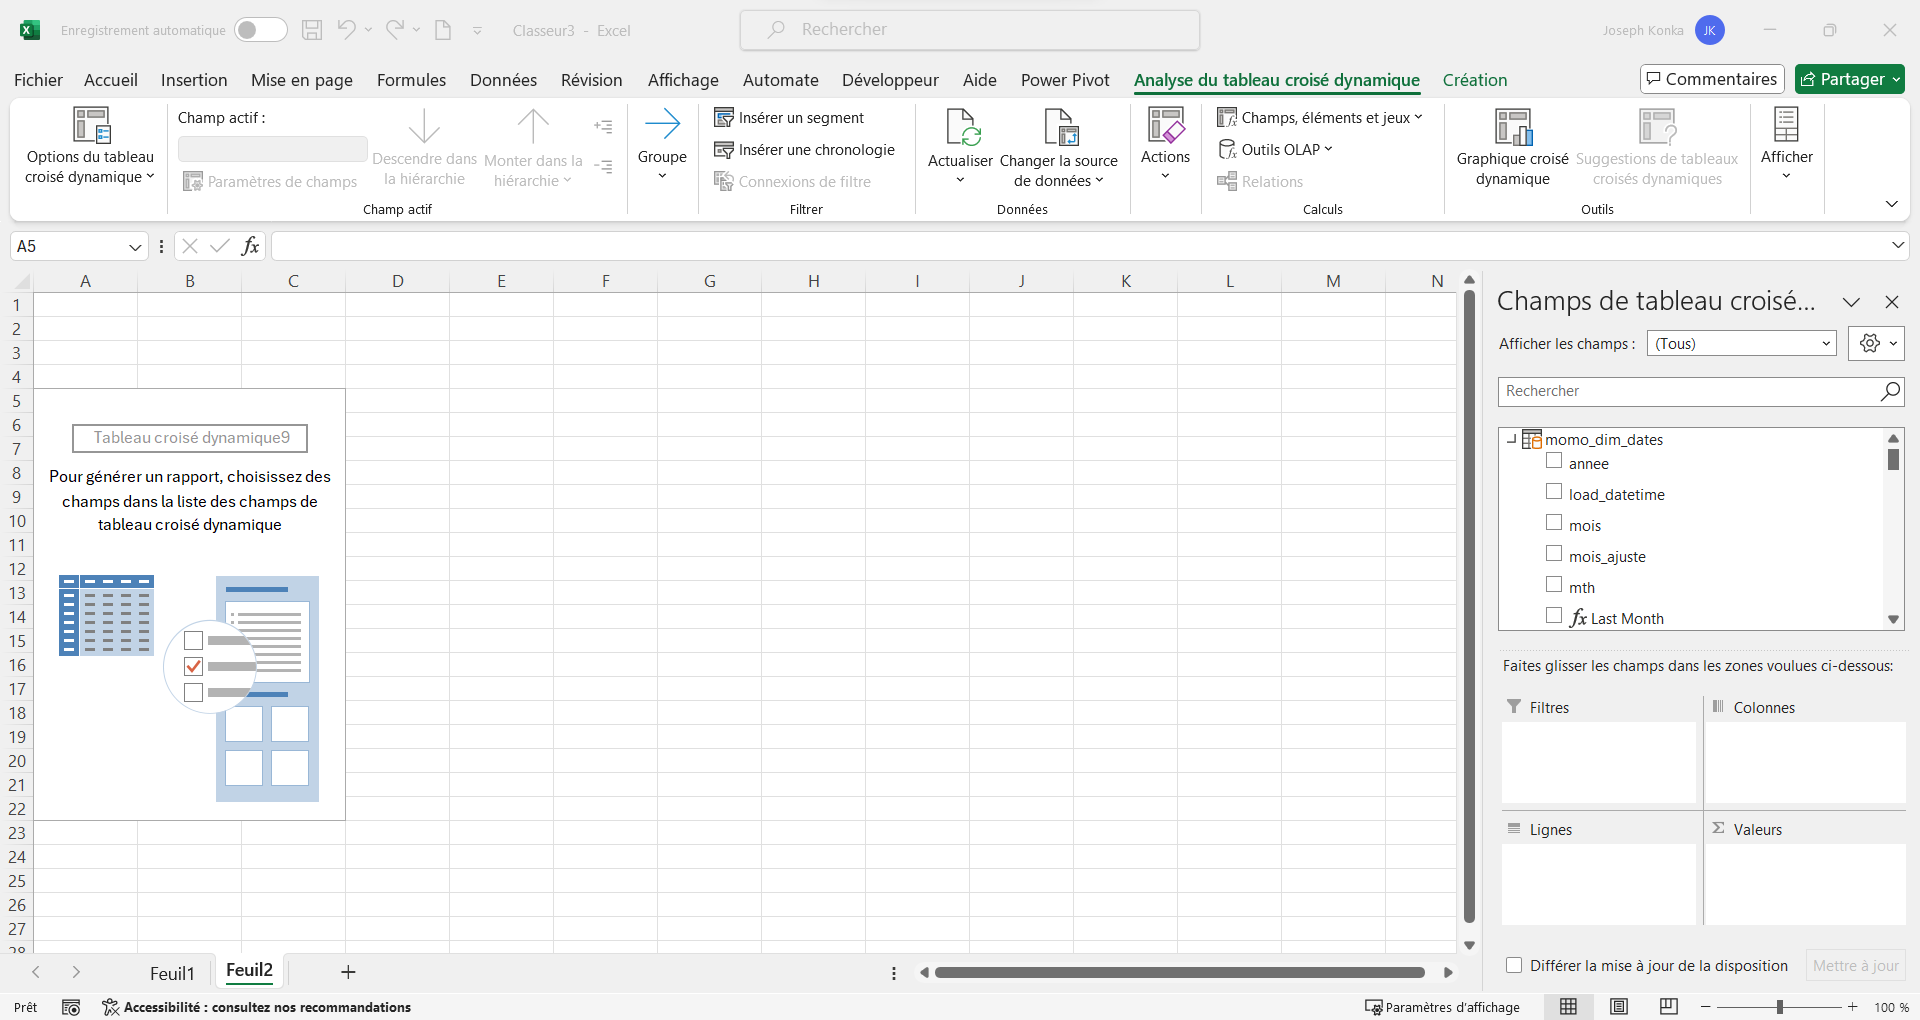 Enregistrement automatique
Classeur3 - Excel
Rechercher
Joseph Konka
JK
Fichier Accueil Insertion Mise en page Formules Données Révision Affichage Automate Développeur Aide Power Pivot Analyse du tableau croisé dynamique Création
Commentaires
Partager
Options du tableau
croisé dynamique
Champ actif :
Paramètres de champs
Descendre dans
la hiérarchie
Monter dans la
hiérarchie
Champ actif
Groupe
Insérer un segment
Insérer une chronologie
Connexions de filtre
Filtrer
Actualiser
Changer la source
de données
Données
Actions
Champs, éléments et jeux
Outils OLAP
Relations
Calculs
Graphique croisé
dynamique
Suggestions de tableaux
croisés dynamiques
Outils
Afficher
A5
fx
A B C D E F G H I J K L M N
1
2
3
4
5
6
7
8
9
10
11
12
13
14
15
16
17
18
19
20
21
22
23
24
25
26
27
28
Tableau croisé dynamique9
Pour générer un rapport, choisissez des
champs dans la liste des champs de
tableau croisé dynamique
Champs de tableau croisé...
Afficher les champs : (Tous)
Rechercher
momo_dim_dates
annee
load_datetime
mois
mois_ajuste
mth
fx Last Month
Faites glisser les champs dans les zones voulues ci-dessous:
Filtres
Colonnes
Lignes
Σ Valeurs
Différer la mise à jour de la disposition
Mettre à jour
Feuil1 Feuil2 +
Prêt
Accessibilité : consultez nos recommandations
Paramètres d'affichage
100 %